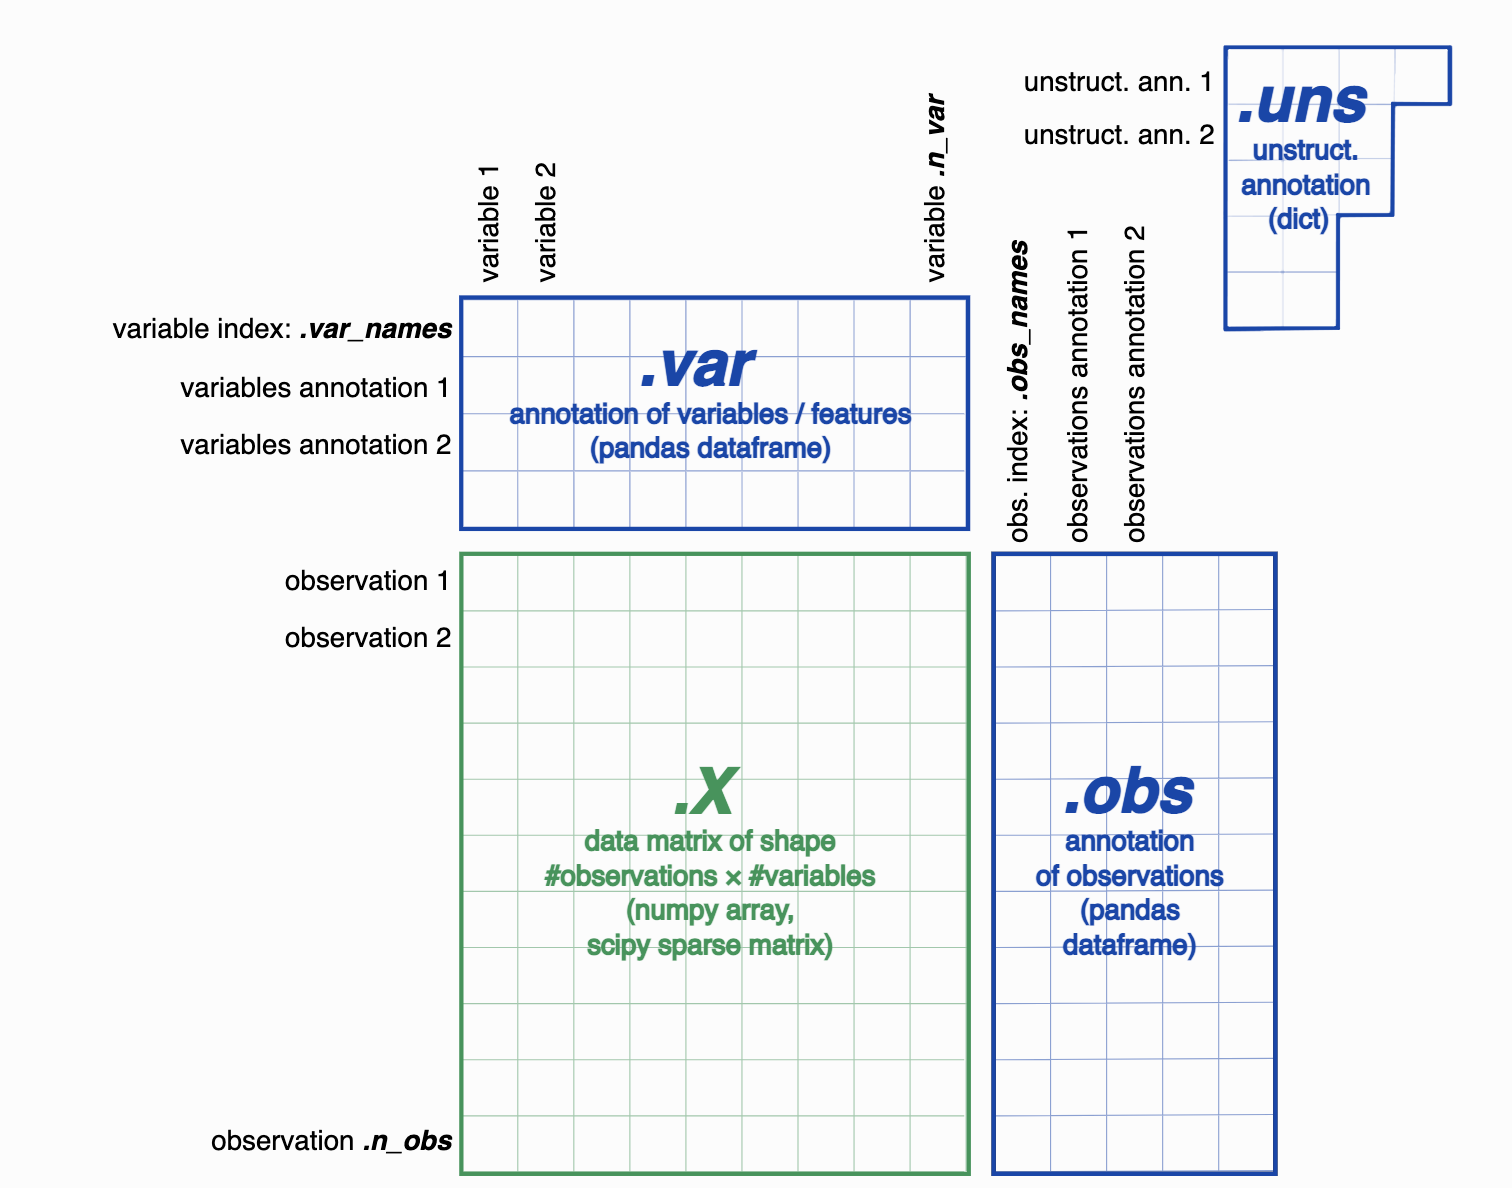 unstruct. ann. 1
unstruct. ann. 2
.uns
unstruct.
annotation
(dict)
variable 1
variable 2
variable .n_var
variable index: .var_names
variables annotation 1
variables annotation 2
.var
annotation of variables / features
(pandas dataframe)
obs. index: .obs_names
observations annotation 1
observations annotation 2
observation 1
observation 2
observation .n_obs
.X
data matrix of shape
#observations × #variables
(numpy array,
scipy sparse matrix)
.obs
annotation
of observations
(pandas
dataframe)